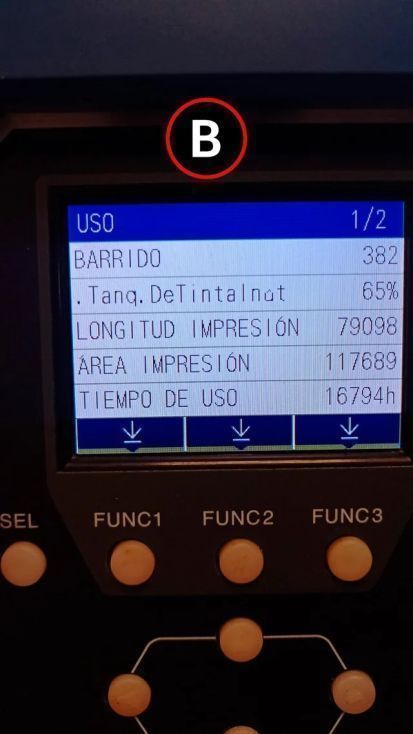 B
USO 1/2
BARRIDO 382
.Tanq.DeTintaInút 65%
LONGITUD IMPRESIÓN 79098
ÁREA IMPRESIÓN 117689
TIEMPO DE USO 16794h
SEL FUNC1 FUNC2 FUNC3